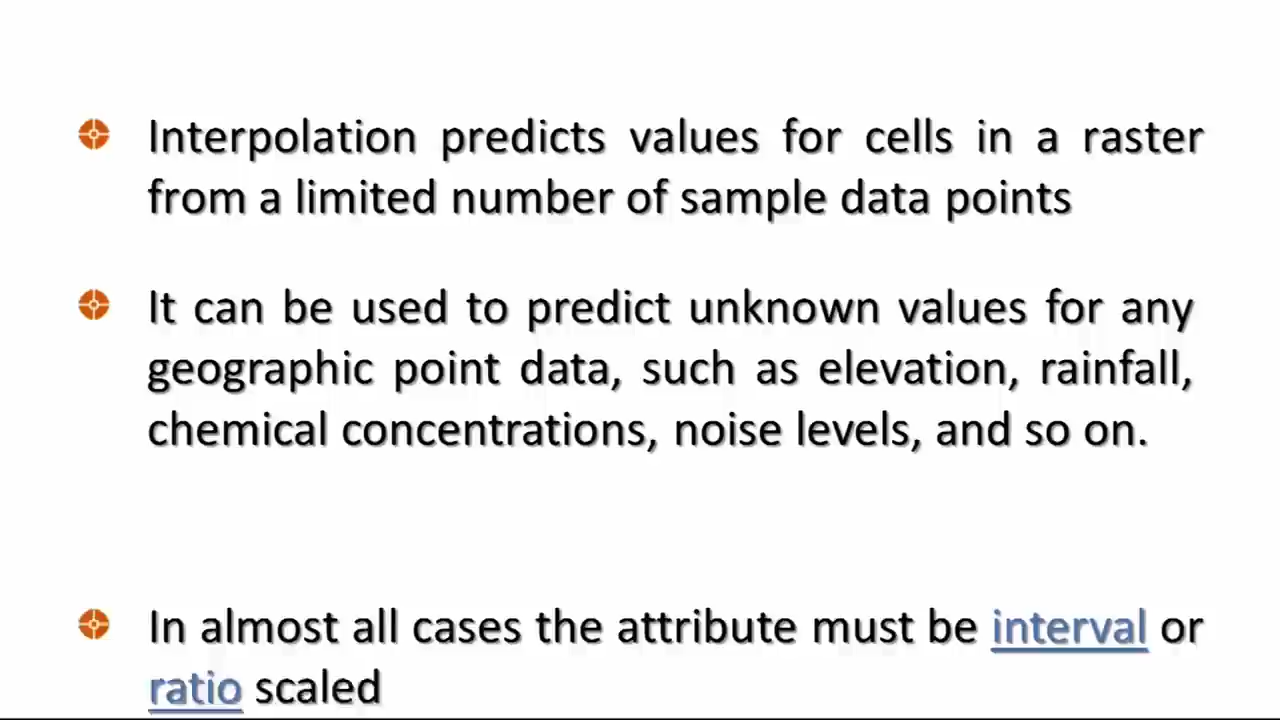 Interpolation predicts values for cells in a raster
from a limited number of sample data points
It can be used to predict unknown values for any
geographic point data, such as elevation, rainfall,
chemical concentrations, noise levels, and so on.
In almost all cases the attribute must be interval or
ratio scaled